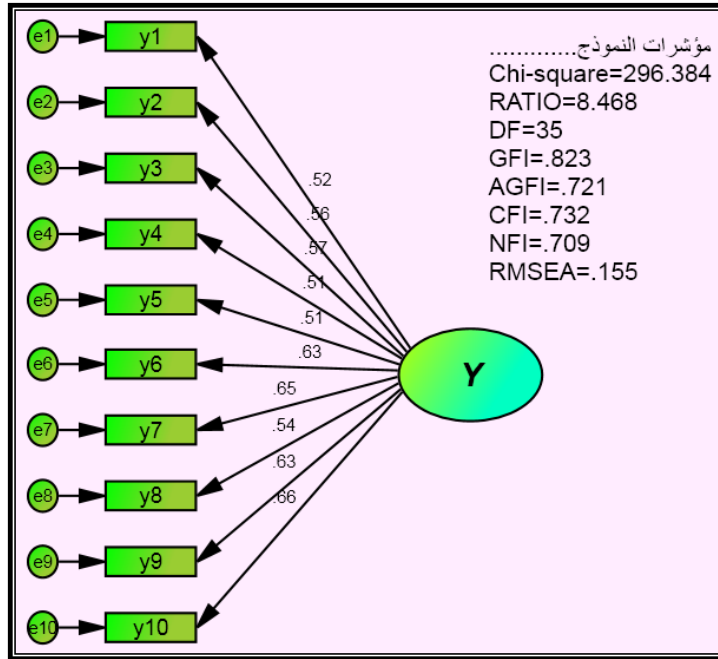 مؤشرات النموذج.............
Chi-square=296.384
RATIO=8.468
DF=35
GFI=.823
AGFI=.721
CFI=.732
NFI=.709
RMSEA=.155
e1 y1
e2 y2
e3 y3
e4 y4
e5 y5
e6 y6
e7 y7
e8 y8
e9 y9
e10 y10
.52
.56
.57
.51
.51
.63
.65
.54
.63
.66
Y